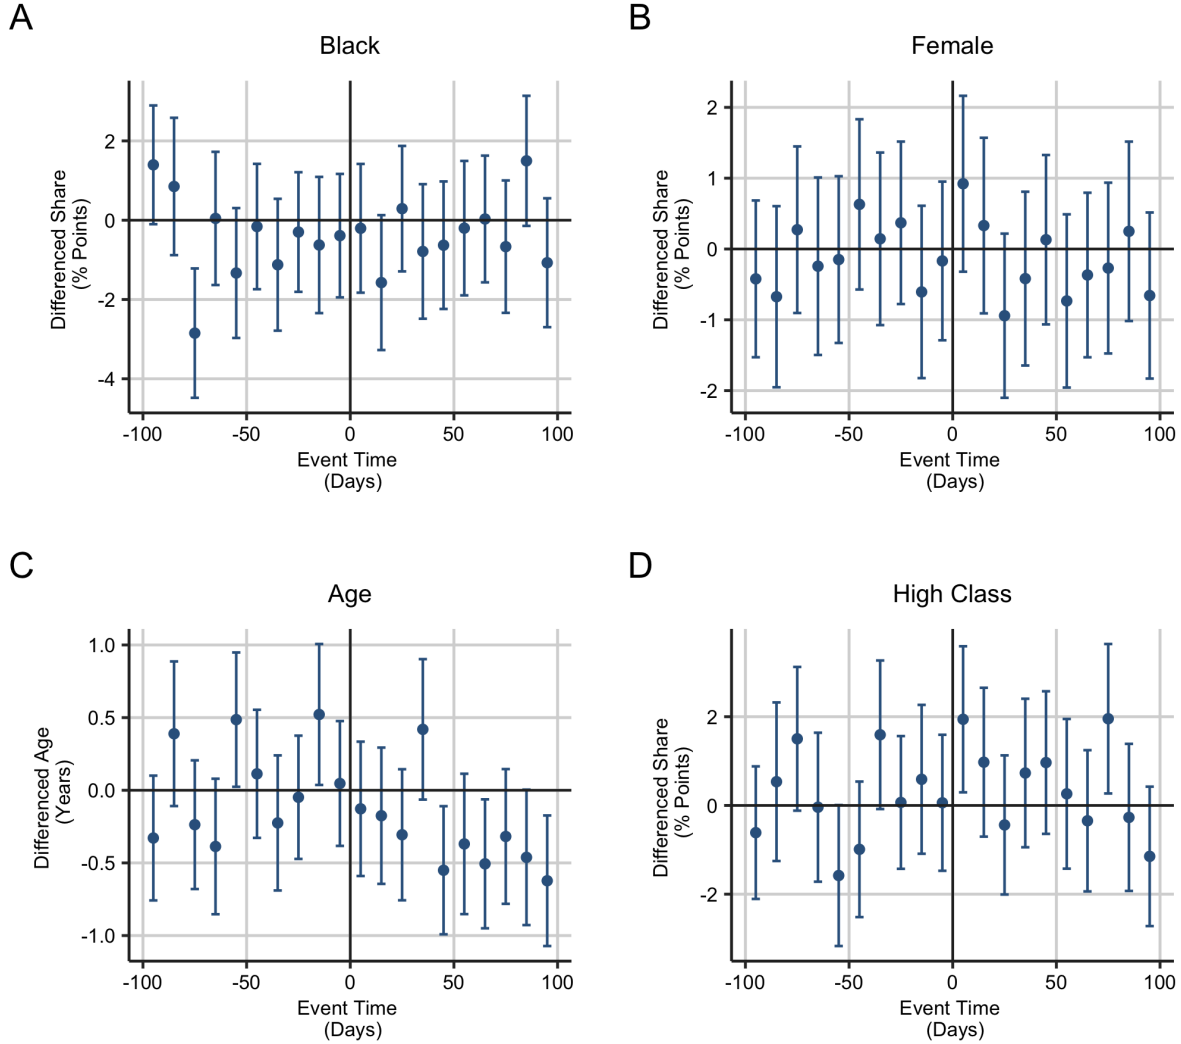 A
Black
Differenced Share
(% Points)
2
0
-2
-4
-100 -50 0 50 100
Event Time
(Days)
B
Female
Differenced Share
(% Points)
2
1
0
-1
-2
-100 -50 0 50 100
Event Time
(Days)
C
Age
Differenced Age
(Years)
1.0
0.5
0.0
-0.5
-1.0
-100 -50 0 50 100
Event Time
(Days)
D
High Class
Differenced Share
(% Points)
2
0
-2
-100 -50 0 50 100
Event Time
(Days)